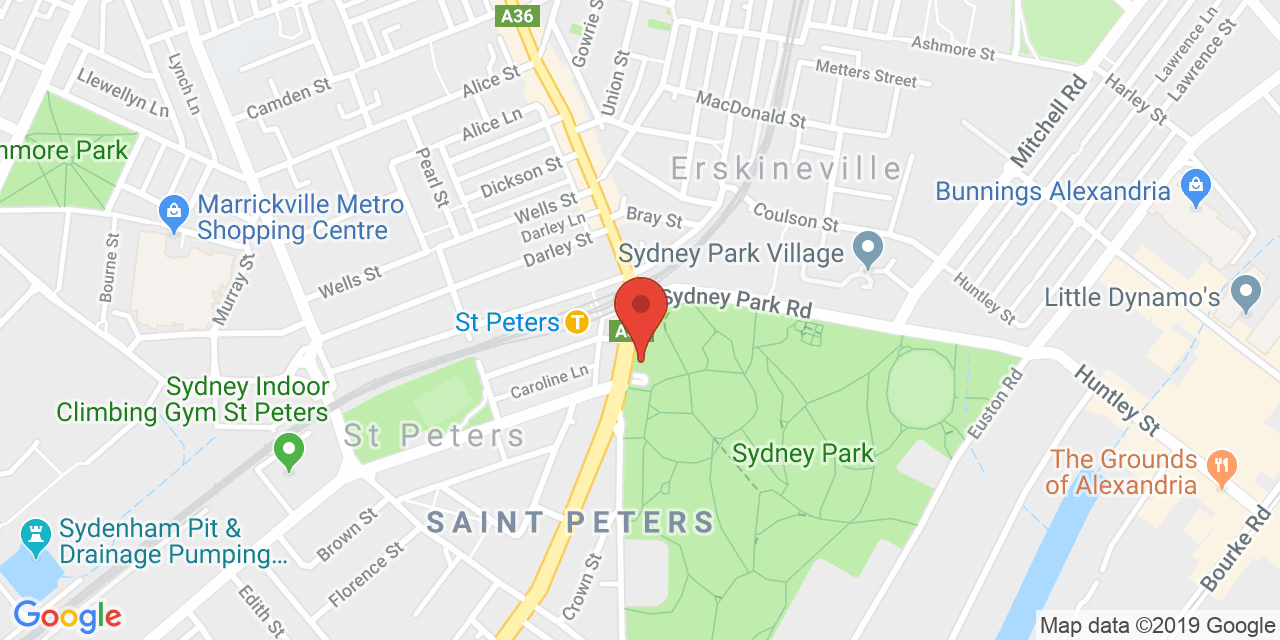 A36
Gowrie S
Ashmore St
Lawrence Ln
Lawrence St
Llewellyn Ln
Lynch Ln
Camden St
Alice St
Union St
Metters Street
Harley St
MacDonald St
Mitchell Rd
Alice Ln
nmore Park
Pearl St
Dickson St
Erskineville
Bunnings Alexandria
Marrickville Metro
Shopping Centre
Wells St
Darley Ln
Darley St
Bray St
Coulson St
Sydney Park Village
Bourne St
Murray St
Wells St
Huntley St
Little Dynamo's
Sydney Park Rd
St Peters
T
Sydney Indoor
Climbing Gym St Peters
Caroline Ln
Euston Rd
Huntley St
St Peters
Sydney Park
The Grounds
of Alexandria
SAINT PETERS
Sydenham Pit &
Drainage Pumping...
Brown St
Florence St
Edith St
Crown St
Bourke Rd
Google
Map data ©2019 Google